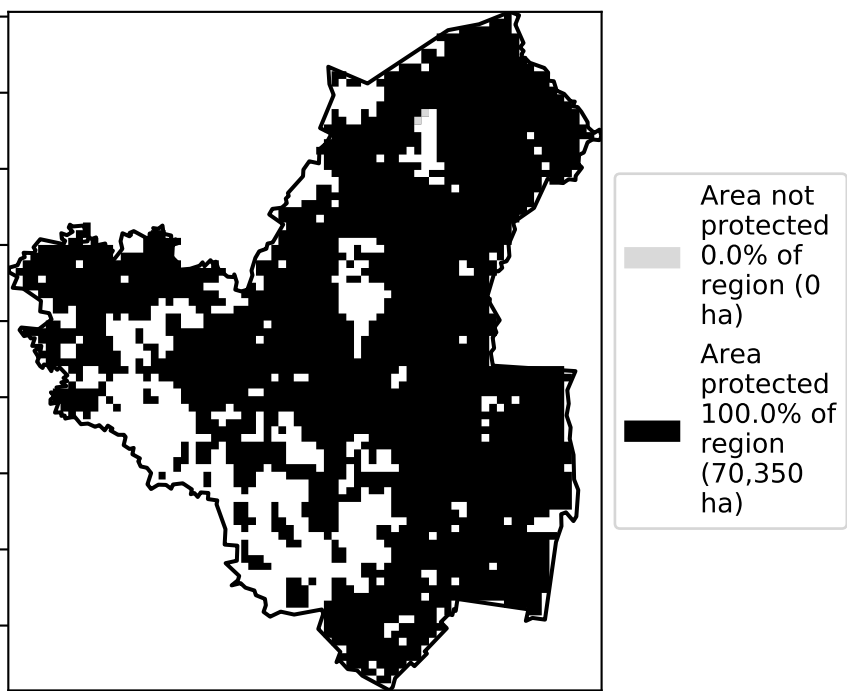 Area not
protected
0.0% of
region (0
ha)
Area
protected
100.0% of
region
(70,350
ha)